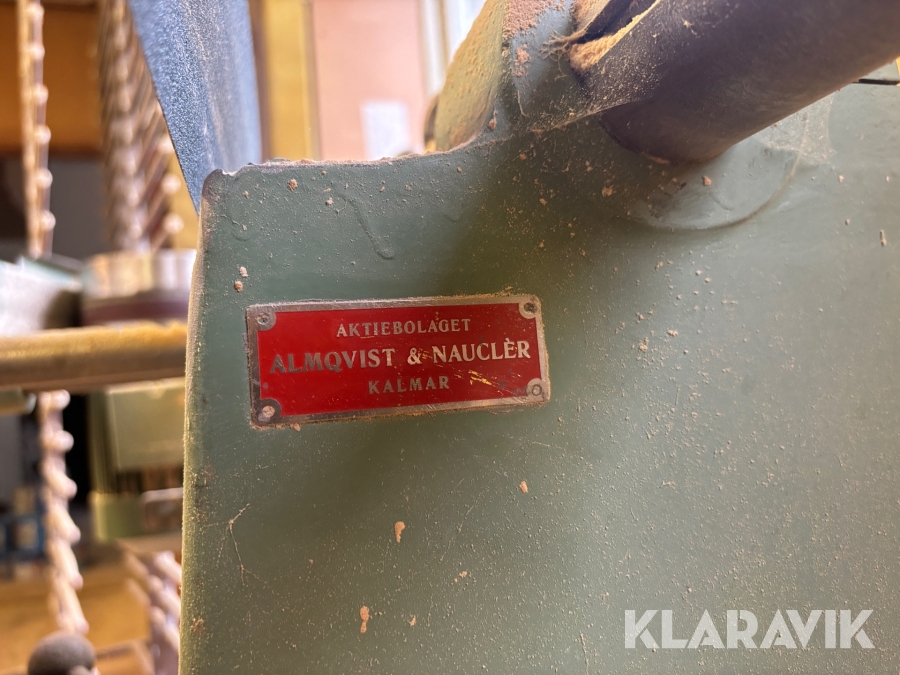 AKTIEBOLAGET
ALMQVIST & NAUCLÈR
KALMAR
KLARAVIK